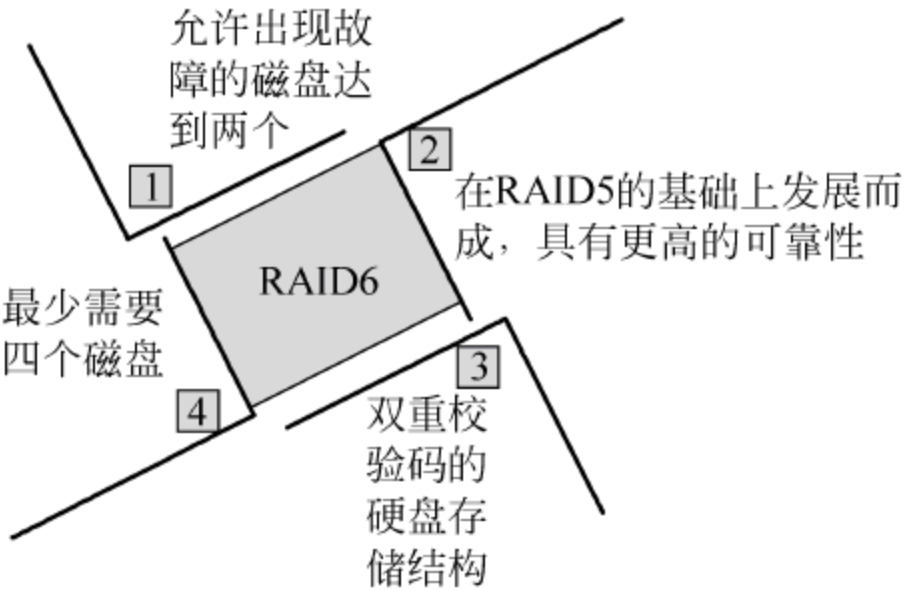 允许出现故
障的磁盘达
到两个
1
2
在RAID5的基础上发展而
成，具有更高的可靠性
RAID6
最少需要
四个磁盘
3
4
双重校
验码的
硬盘存
储结构